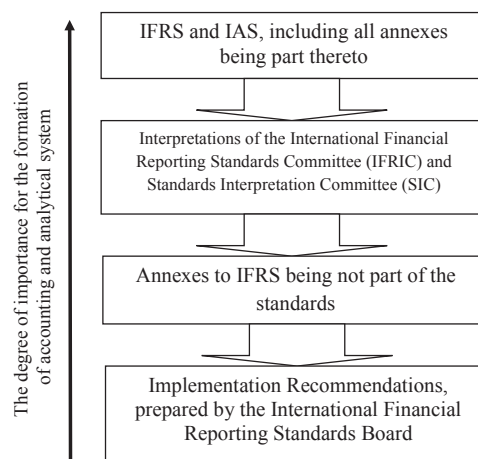 The degree of importance for the formation
of accounting and analytical system
IFRS and IAS, including all annexes
being part thereto
Interpretations of the International Financial
Reporting Standards Committee (IFRIC) and
Standards Interpretation Committee (SIC)
Annexes to IFRS being not part of the
standards
Implementation Recommendations,
prepared by the International Financial
Reporting Standards Board